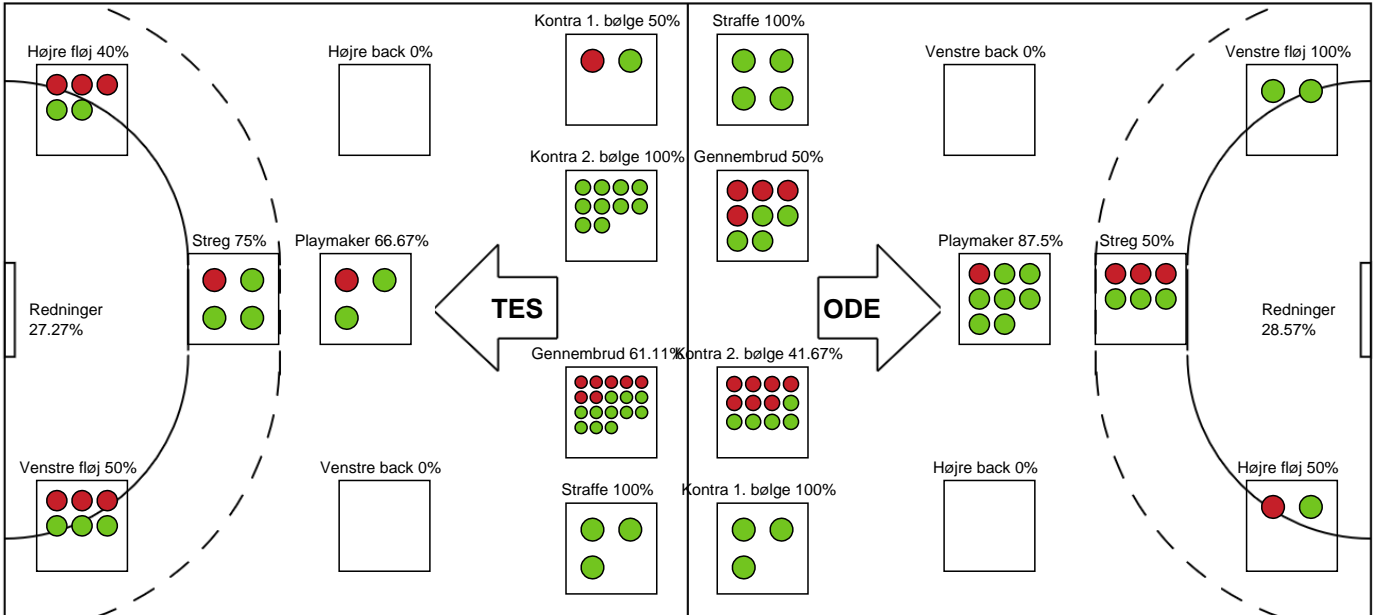 Kontra 1. bølge 50%
Straffe 100%
Højre fløj 40%
Højre back 0%
Venstre back 0%
Venstre fløj 100%
Kontra 2. bølge 100%
Gennembrud 50%
Streg 75%
Playmaker 66.67%
Playmaker 87.5%
Streg 50%
Redninger
27.27%
TES
ODE
Redninger
28.57%
Gennembrud 61.11%
Kontra 2. bølge 41.67%
Venstre fløj 50%
Venstre back 0%
Højre back 0%
Højre fløj 50%
Straffe 100%
Kontra 1. bølge 100%